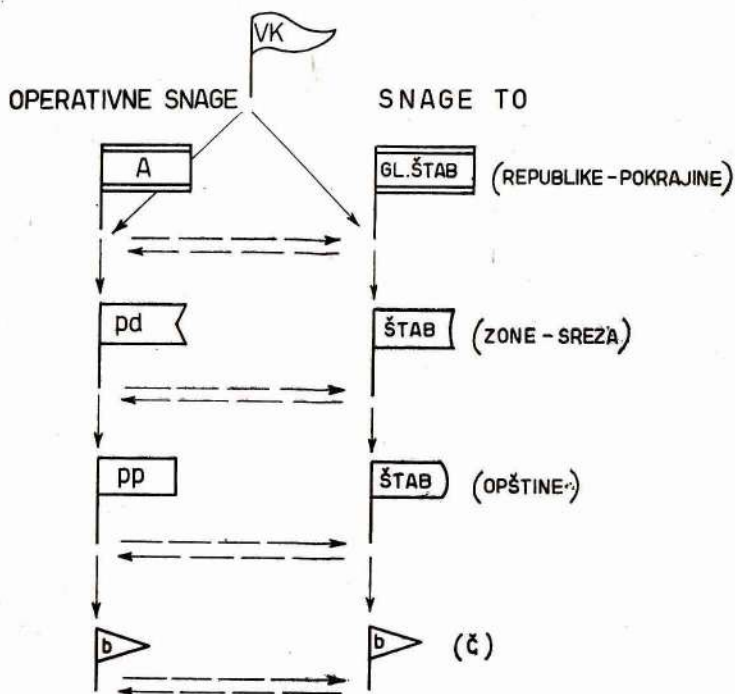 VK
OPERATIVNE SNAGE SNAGE TO
A GL.ŠTAB (REPUBLIKE-POKRAJINE)
pd ŠTAB (ZONE-SREZA)
pp ŠTAB (OPŠTINE)
b b (Č)